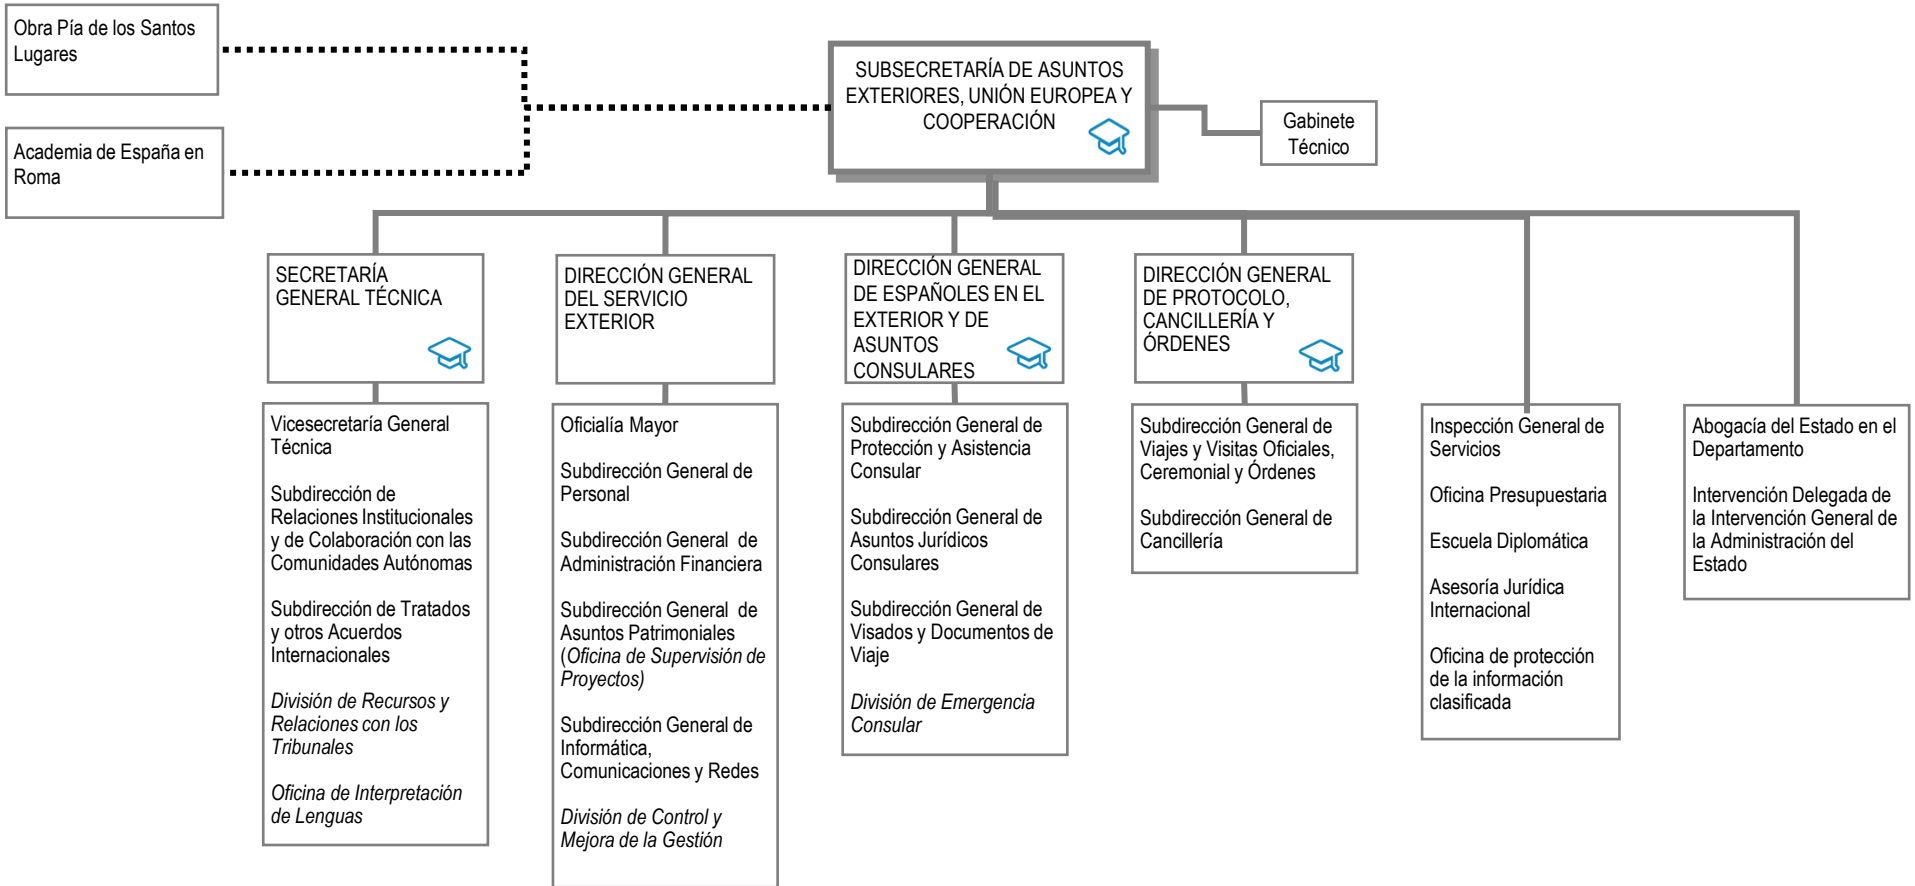 Obra Pía de los Santos
Lugares
Academia de España en
Roma
SUBSECRETARÍA DE ASUNTOS
EXTERIORES, UNIÓN EUROPEA Y
COOPERACIÓN
Gabinete
Técnico
SECRETARÍA
GENERAL TÉCNICA
DIRECCIÓN GENERAL
DEL SERVICIO
EXTERIOR
DIRECCIÓN GENERAL
DE ESPAÑOLES EN EL
EXTERIOR Y DE
ASUNTOS
CONSULARES
DIRECCIÓN GENERAL
DE PROTOCOLO,
CANCILLERÍA Y
ÓRDENES
Vicesecretaría General
Técnica
Subdirección de
Relaciones Institucionales
y de Colaboración con las
Comunidades Autónomas
Subdirección de Tratados
y otros Acuerdos
Internacionales
División de Recursos y
Relaciones con los
Tribunales
Oficina de Interpretación
de Lenguas
Oficialía Mayor
Subdirección General de
Personal
Subdirección General de
Administración Financiera
Subdirección General de
Asuntos Patrimoniales
(Oficina de Supervisión de
Proyectos)
Subdirección General de
Informática,
Comunicaciones y Redes
División de Control y
Mejora de la Gestión
Subdirección General de
Protección y Asistencia
Consular
Subdirección General de
Asuntos Jurídicos
Consulares
Subdirección General de
Visados y Documentos de
Viaje
División de Emergencia
Consular
Subdirección General de
Viajes y Visitas Oficiales,
Ceremonial y Órdenes
Subdirección General de
Cancillería
Inspección General de
Servicios
Oficina Presupuestaria
Escuela Diplomática
Asesoría Jurídica
Internacional
Oficina de protección
de la información
clasificada
Abogacía del Estado en el
Departamento
Intervención Delegada de
la Intervención General de
la Administración del
Estado